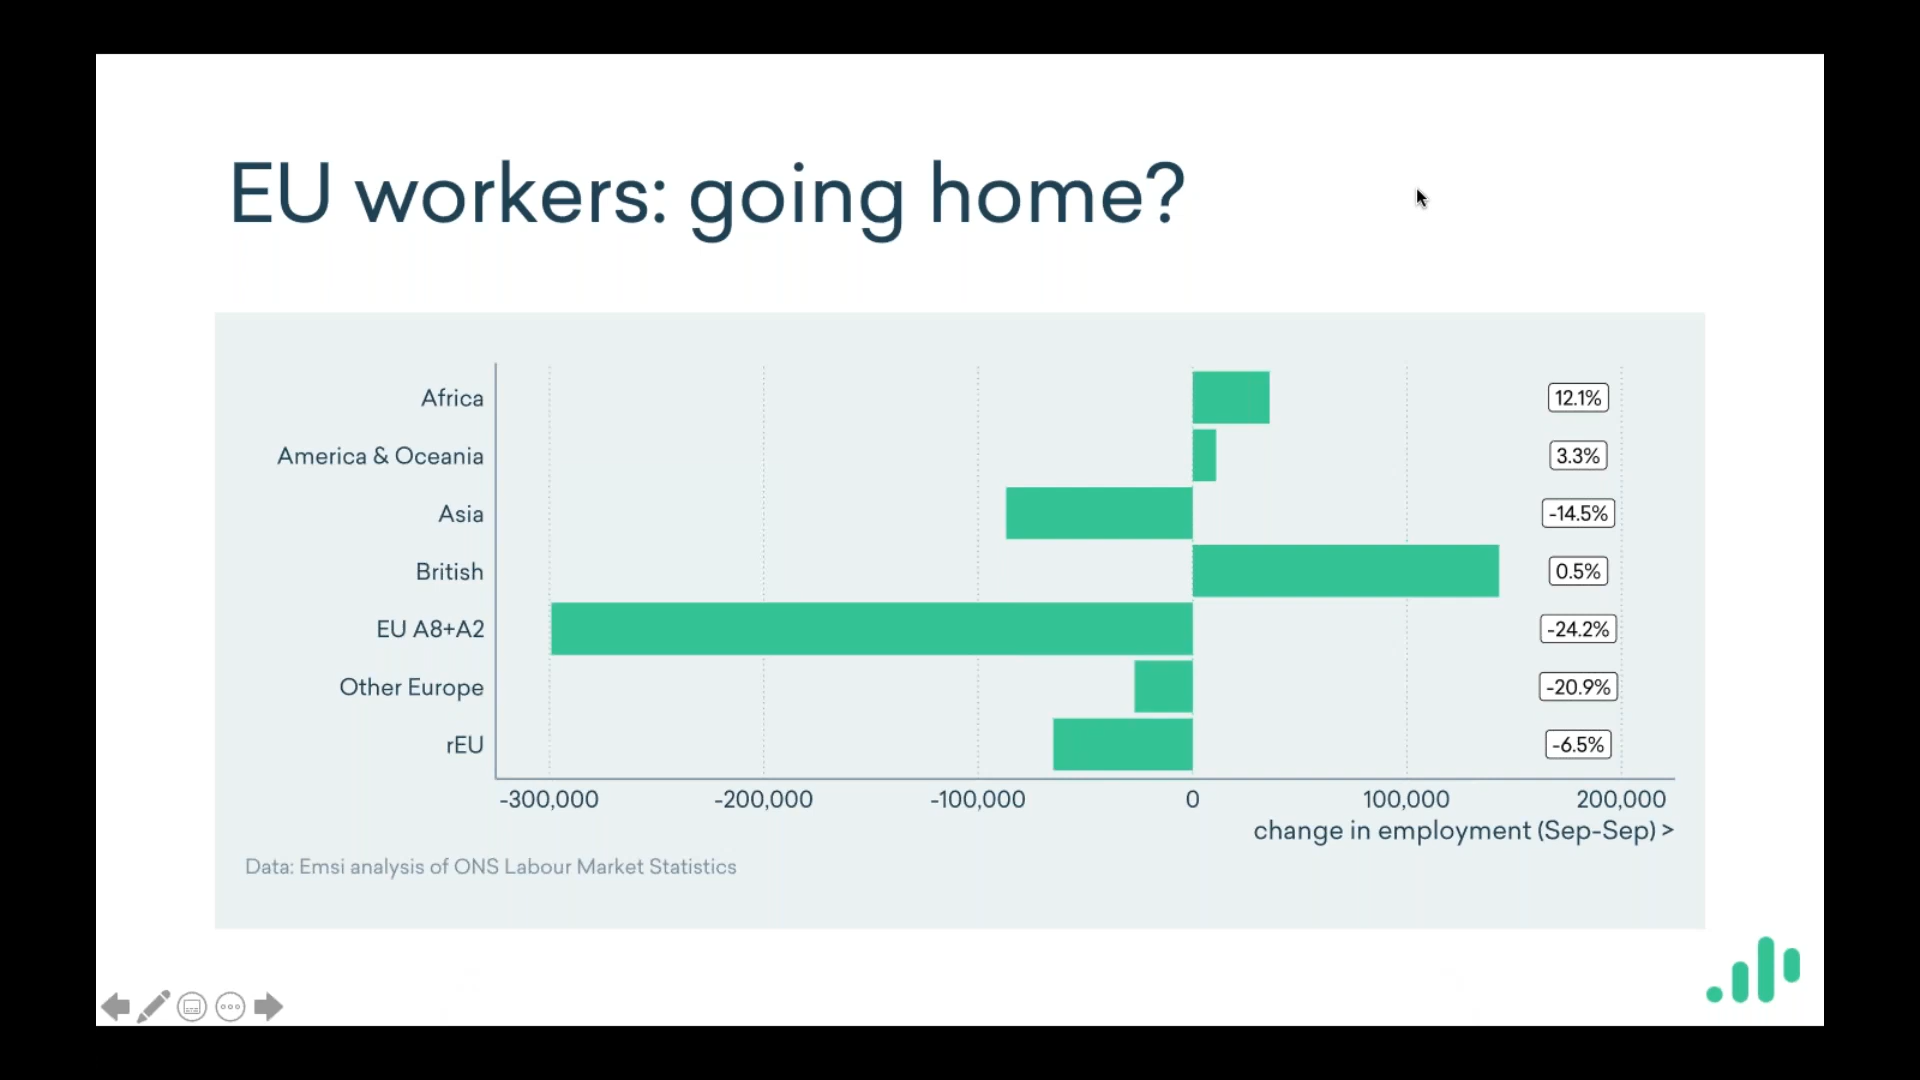 EU workers: going home?
Africa 12.1%
America & Oceania 3.3%
Asia -14.5%
British 0.5%
EU A8+A2 -24.2%
Other Europe -20.9%
rEU -6.5%
-300,000 -200,000 -100,000 0 100,000 200,000
change in employment (Sep-Sep) >
Data: Emsi analysis of ONS Labour Market Statistics